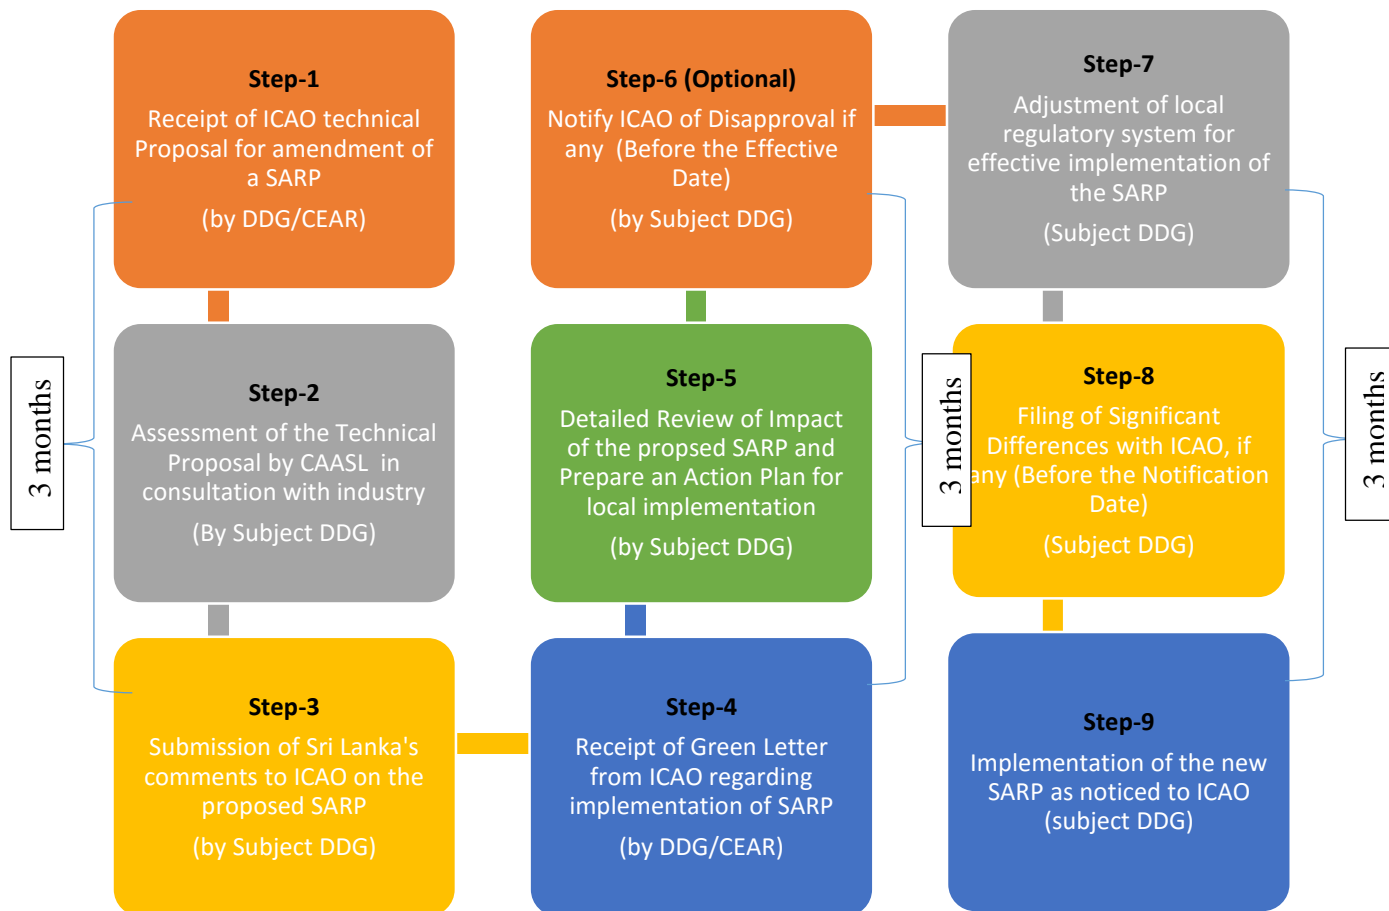 Step-1
Receipt of ICAO technical
Proposal for amendment of
a SARP
(by DDG/CEAR)
Step-2
Assessment of the Technical
Proposal by CAASL in
consultation with industry
(By Subject DDG)
Step-3
Submission of Sri Lanka's
comments to ICAO on the
proposed SARP
(by Subject DDG)
3 months
Step-4
Receipt of Green Letter
from ICAO regarding
implementation of SARP
(by DDG/CEAR)
Step-5
Detailed Review of Impact
of the propsed SARP and
Prepare an Action Plan for
local implementation
(by Subject DDG)
Step-6 (Optional)
Notify ICAO of Disapproval if
any (Before the Effective
Date)
(by Subject DDG)
3 months
Step-7
Adjustment of local
regulatory system for
effective implementation of
the SARP
(Subject DDG)
Step-8
Filing of Significant
Differences with ICAO, if
any (Before the Notification
Date)
(Subject DDG)
Step-9
Implementation of the new
SARP as noticed to ICAO
(subject DDG)
3 months